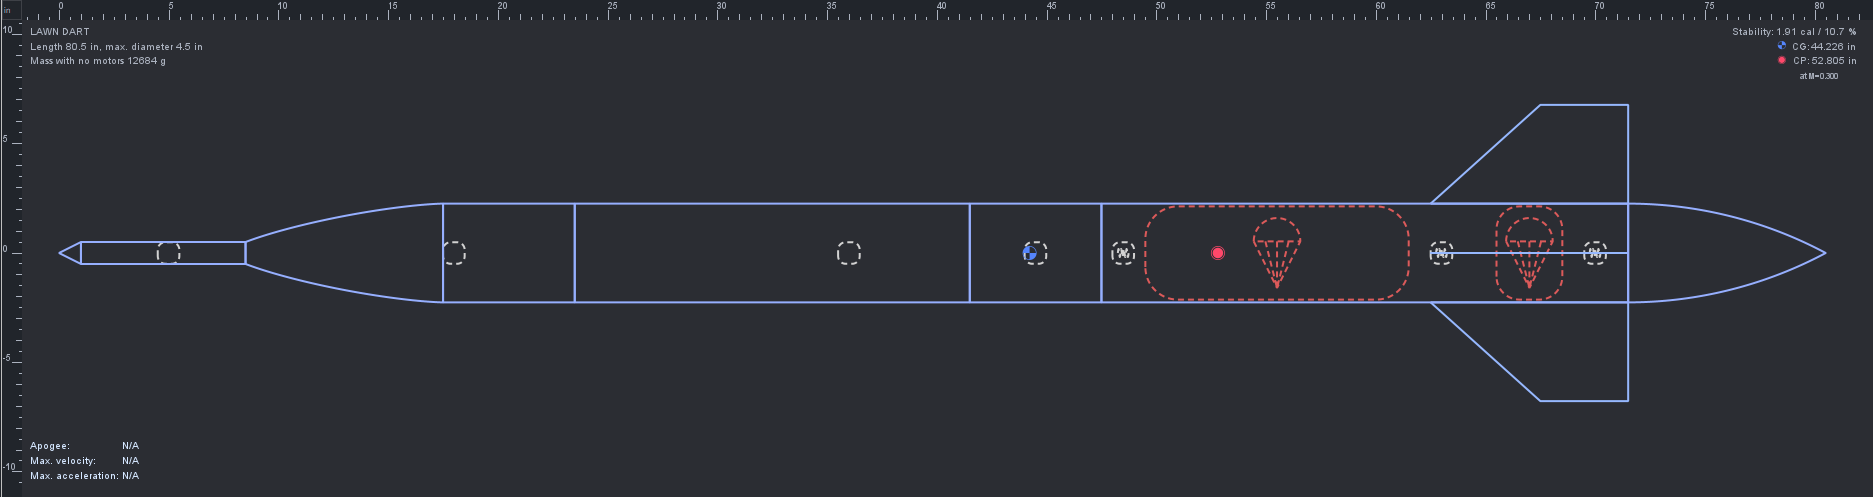 in
0 5 10 15 20 25 30 35 40 45 50 55 60 65 70 75 80
10
LAWN DART
Length 80.5 in, max. diameter 4.5 in
Mass with no motors 12684 g
Stability: 1.91 cal / 10.7 %
CG:44.226 in
CP:52.805 in
at M=0.300
5
0
-5
-10
Apogee: N/A
Max. velocity: N/A
Max. acceleration: N/A